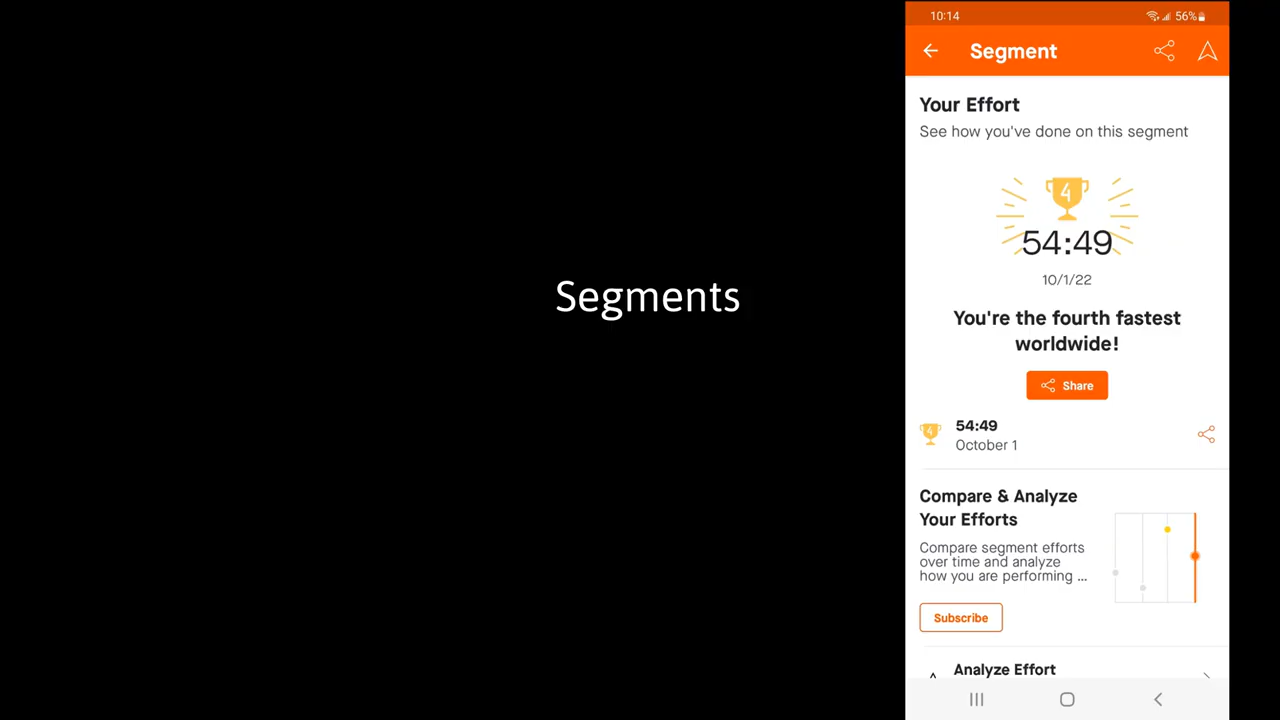 Segments
10:14
56%
Segment
Your Effort
See how you've done on this segment
4
54:49
10/1/22
You're the fourth fastest
worldwide!
Share
4
54:49
October 1
Compare & Analyze
Your Efforts
Compare segment efforts
over time and analyze
how you are performing ...
Subscribe
Analyze Effort